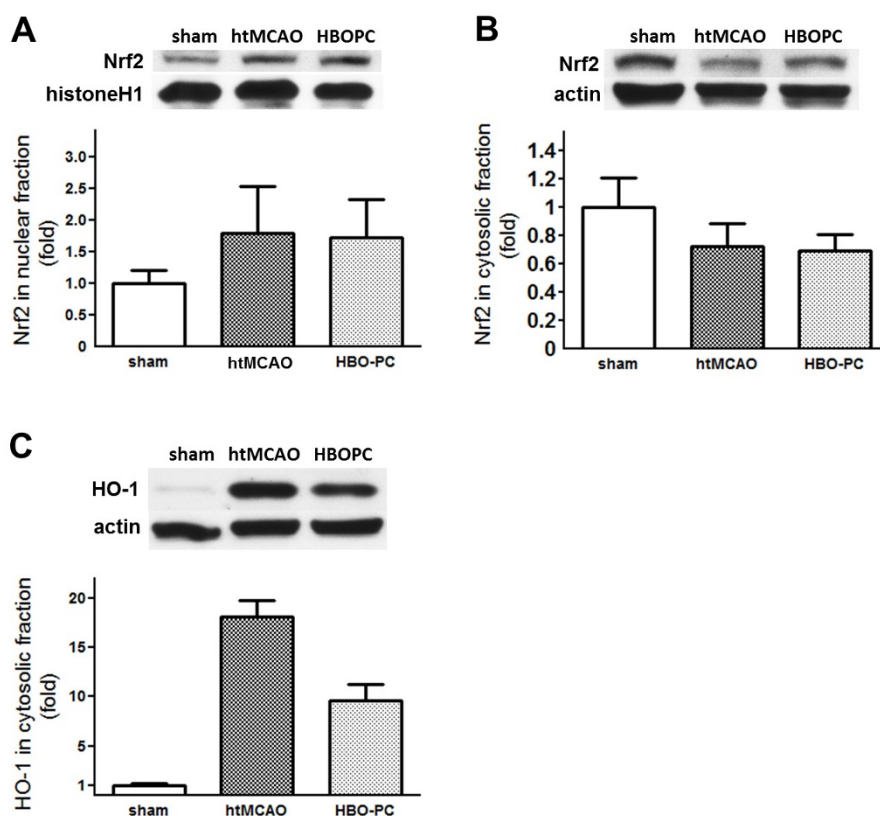 A
sham htMCAO HBOPC
Nrf2
histoneH1
Nrf2 in nuclear fraction
(fold)
3.0
2.5
2.0
1.5
1.0
0.5
0
sham htMCAO HBO-PC
B
sham htMCAO HBOPC
Nrf2
actin
Nrf2 in cytosolic fraction
(fold)
1.4
1.2
1
0.8
0.6
0.4
0.2
0
sham htMCAO HBO-PC
C
sham htMCAO HBOPC
HO-1
actin
HO-1 in cytosolic fraction
(fold)
20
15
10
5
1
sham htMCAO HBO-PC